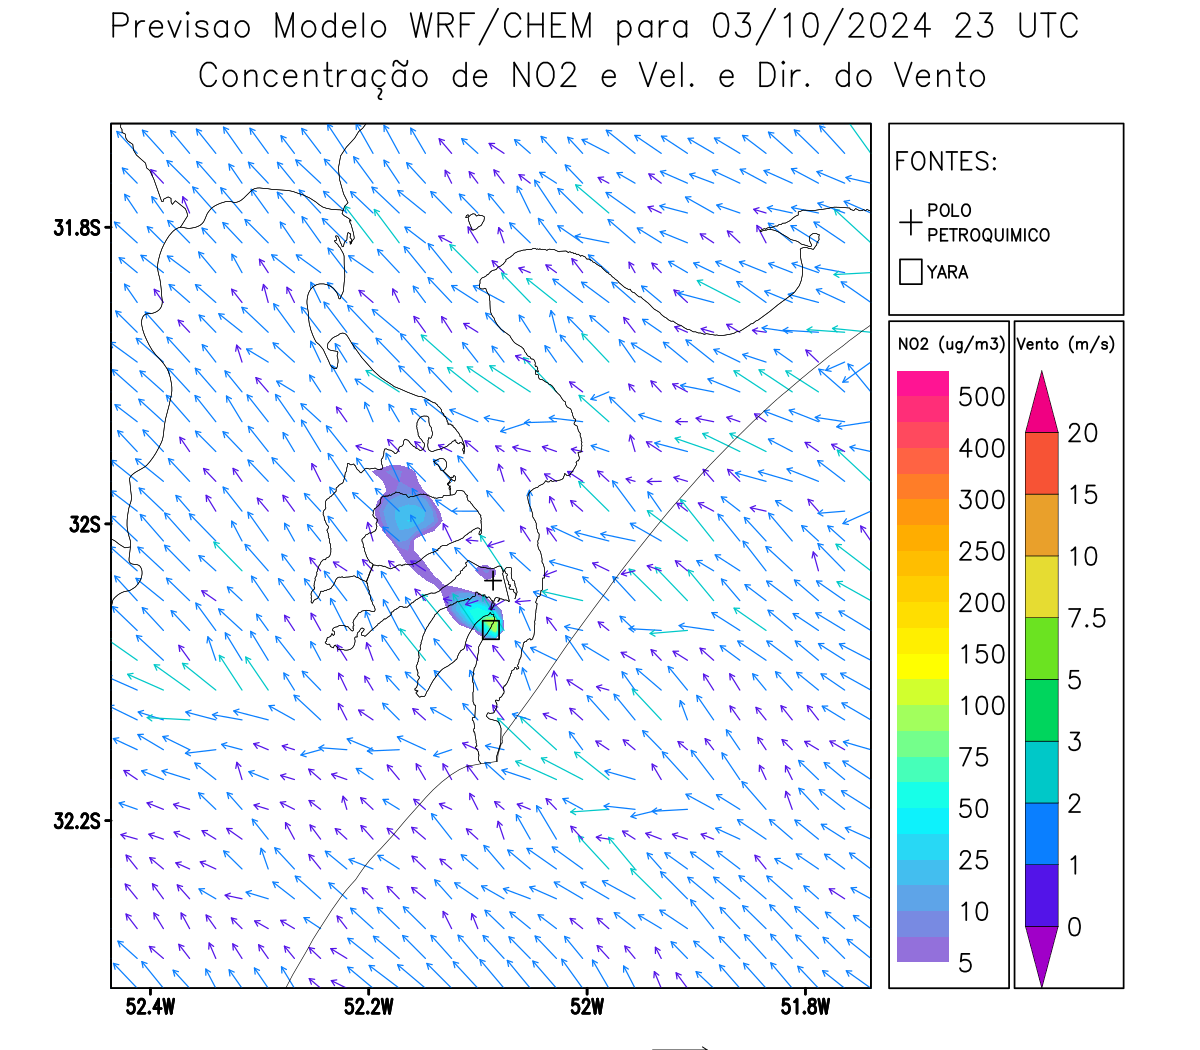 Previsao Modelo WRF/CHEM para 03/10/2024 23 UTC
Concentração de NO2 e Vel. e Dir. do Vento
FONTES:
POLO
PETROQUIMICO
YARA
NO2 (ug/m3)
500
400
300
250
200
150
100
75
50
25
10
5
Vento (m/s)
20
15
10
7.5
5
3
2
1
0
31.8S
32S
32.2S
52.4W
52.2W
52W
51.8W